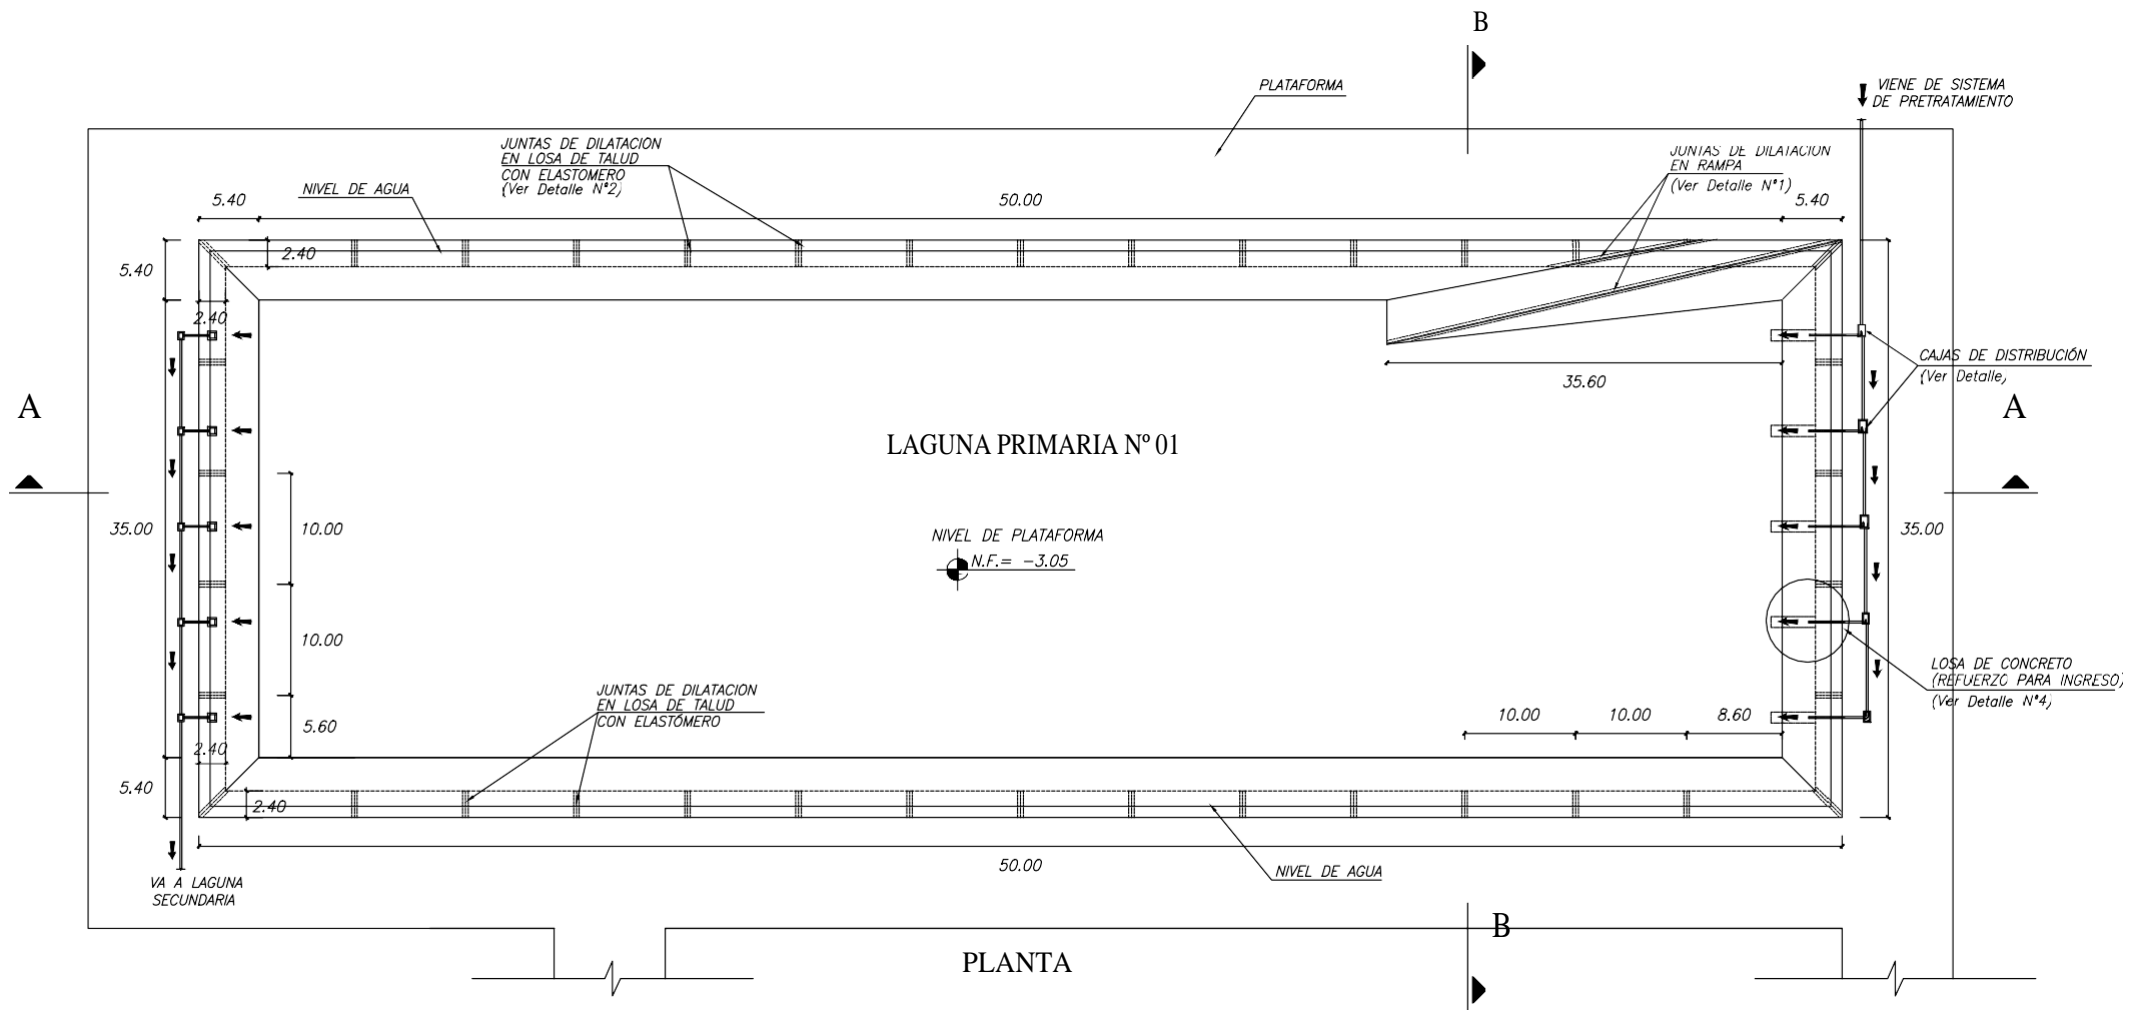 B
PLATAFORMA
VIENE DE SISTEMA
DE PRETRATAMIENTO
JUNTAS DE DILATACION
EN LOSA DE TALUD
CON ELASTOMERO
(Ver Detalle N°2)
NIVEL DE AGUA
JUNTAS DE DILATACION
EN RAMPA
(Ver Detalle N°1)
5.40
50.00
5.40
2.40
5.40
2.40
35.60
CAJAS DE DISTRIBUCIÓN
(Ver Detalle)
A
A
LAGUNA PRIMARIA Nº 01
35.00
10.00
NIVEL DE PLATAFORMA
N.F.= -3.05
35.00
10.00
LOSA DE CONCRETO
(REFUERZO PARA INGRESO)
(Ver Detalle N°4)
JUNTAS DE DILATACION
EN LOSA DE TALUD
CON ELASTÓMERO
5.60
10.00
10.00
8.60
2.40
5.40
2.40
50.00
NIVEL DE AGUA
VA A LAGUNA
SECUNDARIA
B
PLANTA